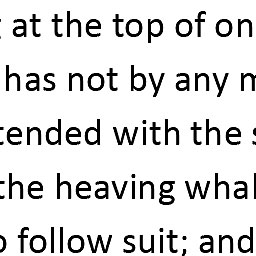 at the top of on
has not by any
tended with the
the heaving whal
follow suit; and